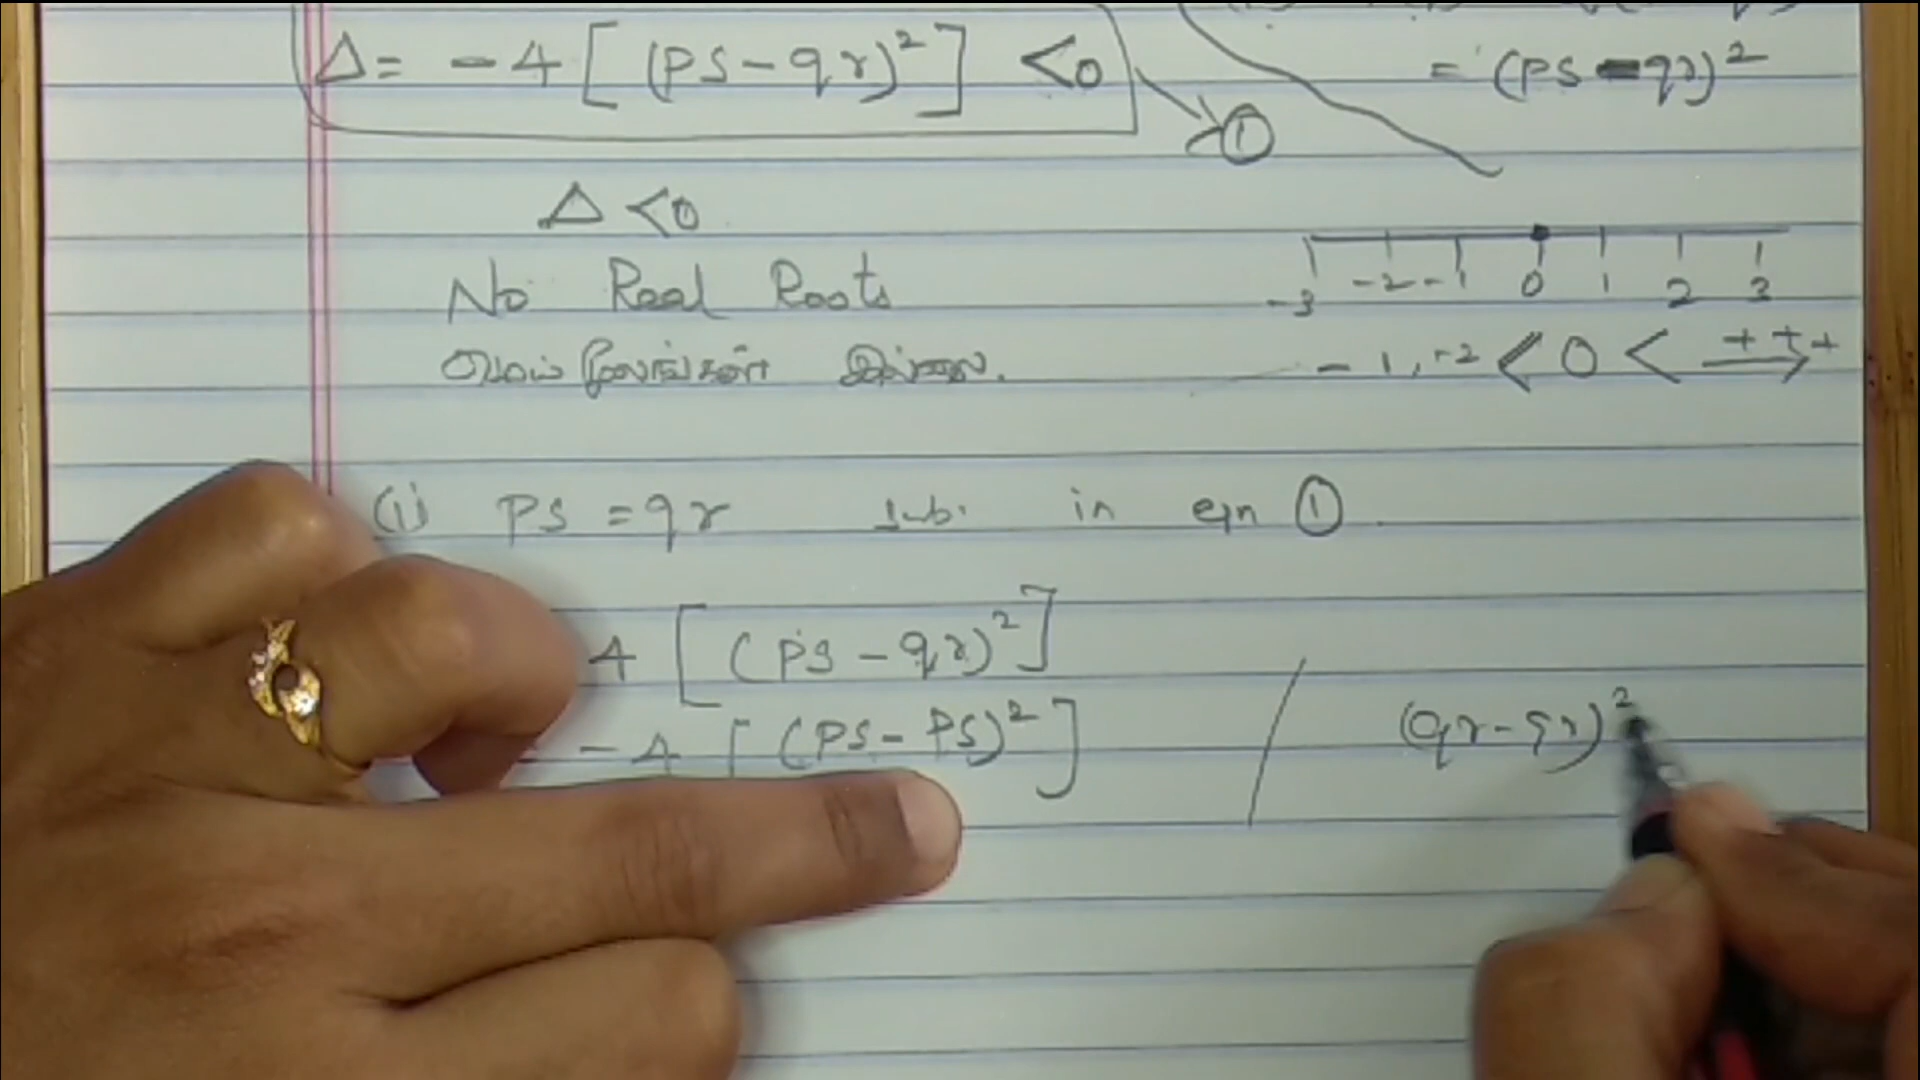 Δ = -4 [ (ps - qr)² ] < 0
= (ps - qr)²
①
Δ < 0
No Real Roots
-3 -2 -1 0 1 2 3
மெய் மூலங்கள் இல்லை.
-1, -2 < 0 < + + +
(i) ps = qr sub. in eqn ①.
4 [ (ps - qr)² ]
- 4 [ (ps - ps)² ]
(qr - qr)²